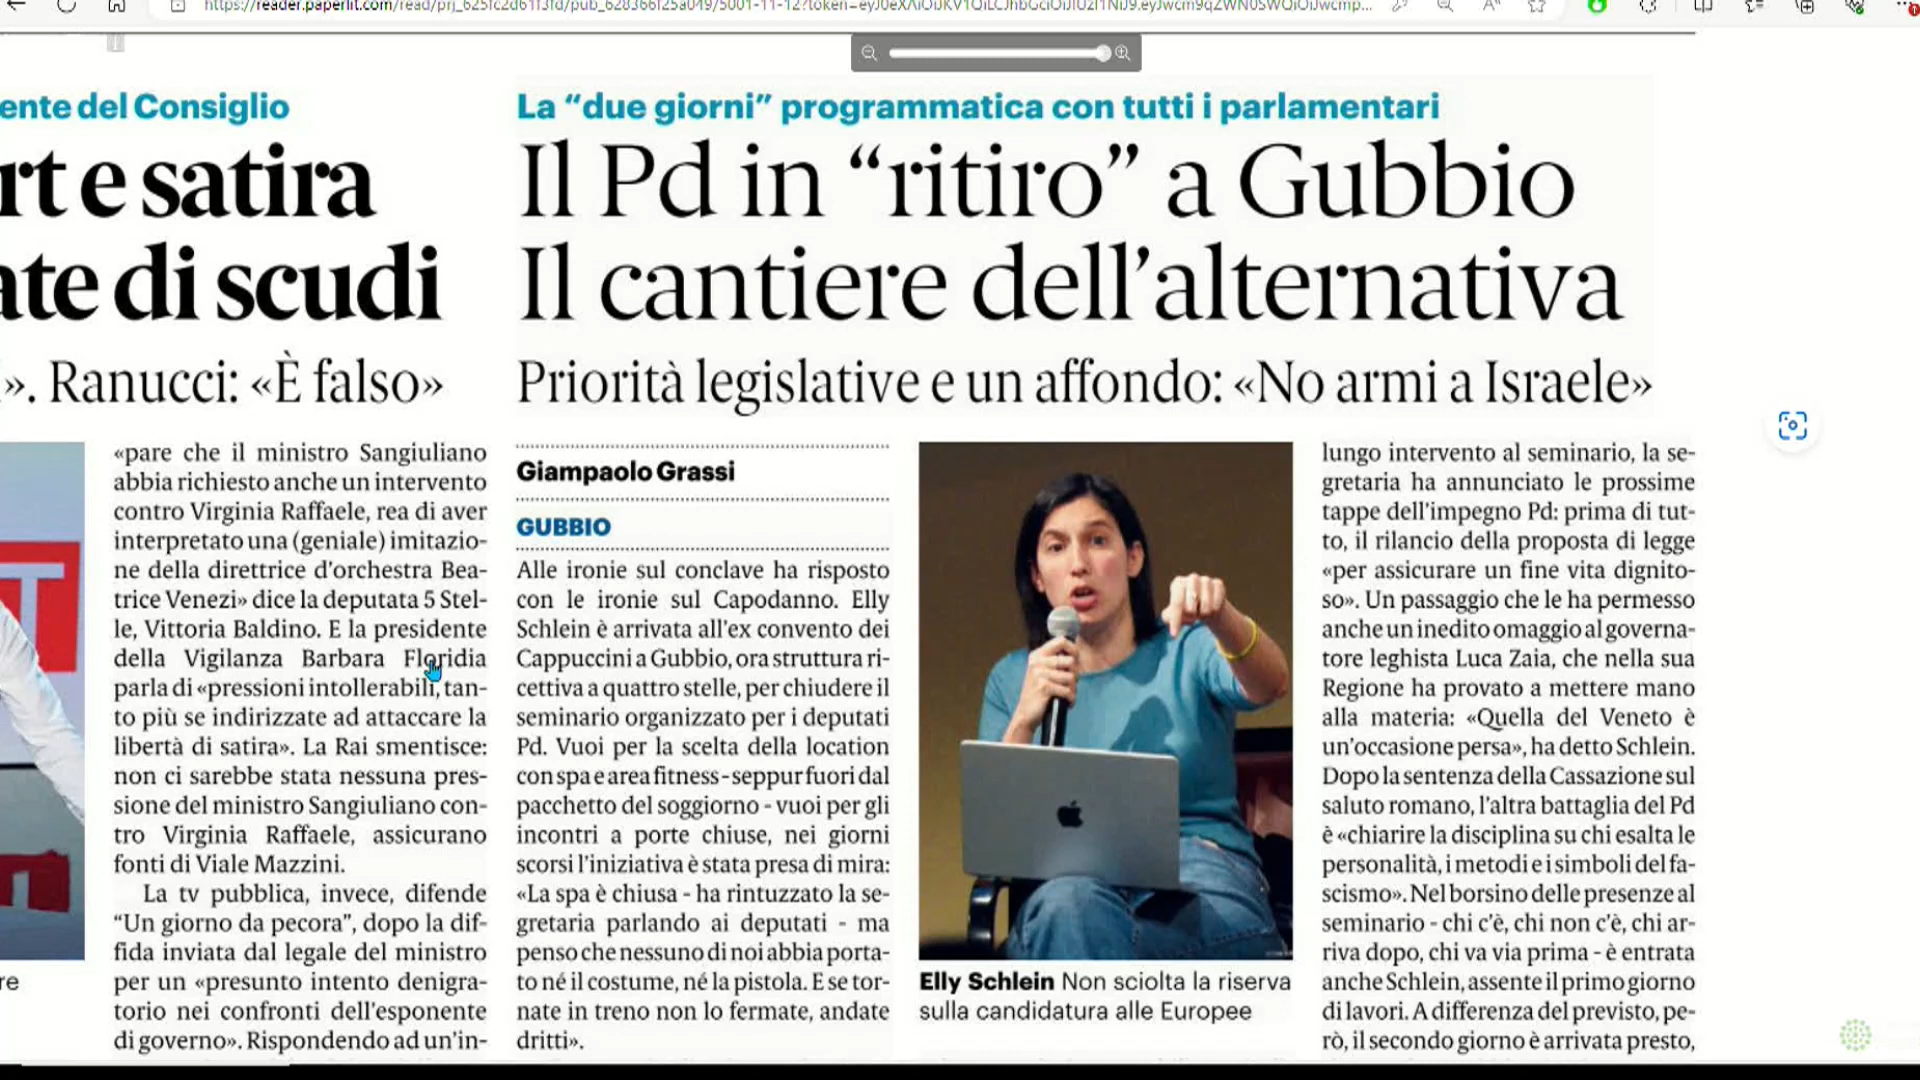 https://reader.paperlit.com/read/prj_625fc2d61f3fd/pub_628366f25a049/5001-11-12?token=
ente del Consiglio
rt e satira
ate di scudi
». Ranucci: «È falso»
re
«pare che il ministro Sangiuliano
abbia richiesto anche un intervento
contro Virginia Raffaele, rea di aver
interpretato una (geniale) imitazio-
ne della direttrice d'orchestra Bea-
trice Venezi» dice la deputata 5 Stel-
le, Vittoria Baldino. E la presidente
della Vigilanza Barbara Floridia
parla di «pressioni intollerabili, tan-
to più se indirizzate ad attaccare la
libertà di satira». La Rai smentisce:
non ci sarebbe stata nessuna pres-
sione del ministro Sangiuliano con-
tro Virginia Raffaele, assicurano
fonti di Viale Mazzini.
La tv pubblica, invece, difende
“Un giorno da pecora”, dopo la dif-
fida inviata dal legale del ministro
per un «presunto intento denigra-
torio nei confronti dell'esponente
di governo». Rispondendo ad un'in-
La “due giorni” programmatica con tutti i parlamentari
Il Pd in “ritiro” a Gubbio
Il cantiere dell'alternativa
Priorità legislative e un affondo: «No armi a Israele»
Giampaolo Grassi
GUBBIO
Alle ironie sul conclave ha risposto
con le ironie sul Capodanno. Elly
Schlein è arrivata all'ex convento dei
Cappuccini a Gubbio, ora struttura ri-
cettiva a quattro stelle, per chiudere il
seminario organizzato per i deputati
Pd. Vuoi per la scelta della location
con spa e area fitness - seppur fuori dal
pacchetto del soggiorno - vuoi per gli
incontri a porte chiuse, nei giorni
scorsi l'iniziativa è stata presa di mira:
«La spa è chiusa - ha rintuzzato la se-
gretaria parlando ai deputati - ma
penso che nessuno di noi abbia porta-
to né il costume, né la pistola. E se tor-
nate in treno non lo fermate, andate
dritti».
Elly Schlein Non sciolta la riserva
sulla candidatura alle Europee
lungo intervento al seminario, la se-
gretaria ha annunciato le prossime
tappe dell'impegno Pd: prima di tut-
to, il rilancio della proposta di legge
«per assicurare un fine vita dignito-
so». Un passaggio che le ha permesso
anche un inedito omaggio al governa-
tore leghista Luca Zaia, che nella sua
Regione ha provato a mettere mano
alla materia: «Quella del Veneto è
un'occasione persa», ha detto Schlein.
Dopo la sentenza della Cassazione sul
saluto romano, l'altra battaglia del Pd
è «chiarire la disciplina su chi esalta le
personalità, i metodi e i simboli del fa-
scismo». Nel borsino delle presenze al
seminario - chi c'è, chi non c'è, chi ar-
riva dopo, chi va via prima - è entrata
anche Schlein, assente il primo giorno
di lavori. A differenza del previsto, pe-
rò, il secondo giorno è arrivata presto,